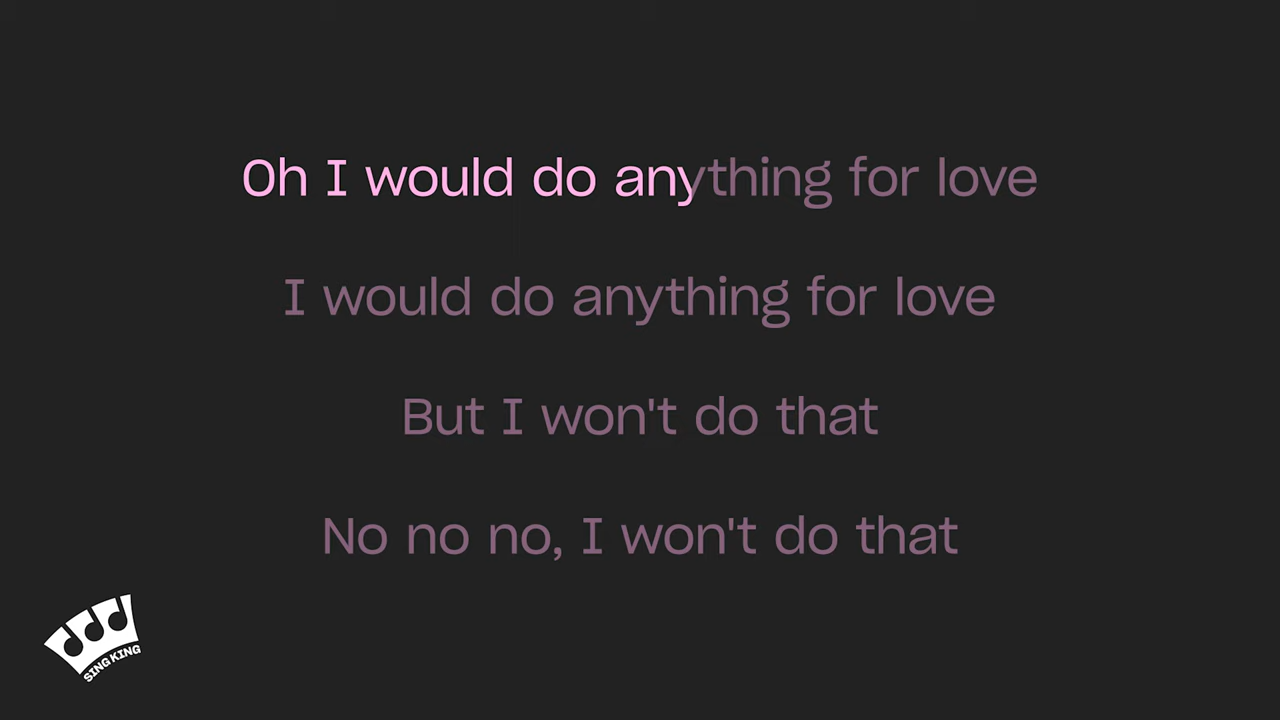 Oh I would do anything for love
I would do anything for love
But I won't do that
No no no, I won't do that
SING KING